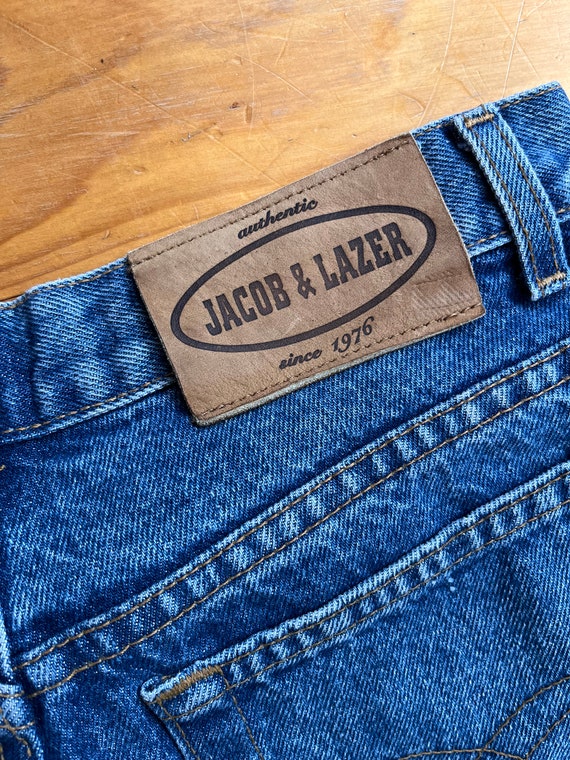 authentic
JACOB & LAZER
since 1976